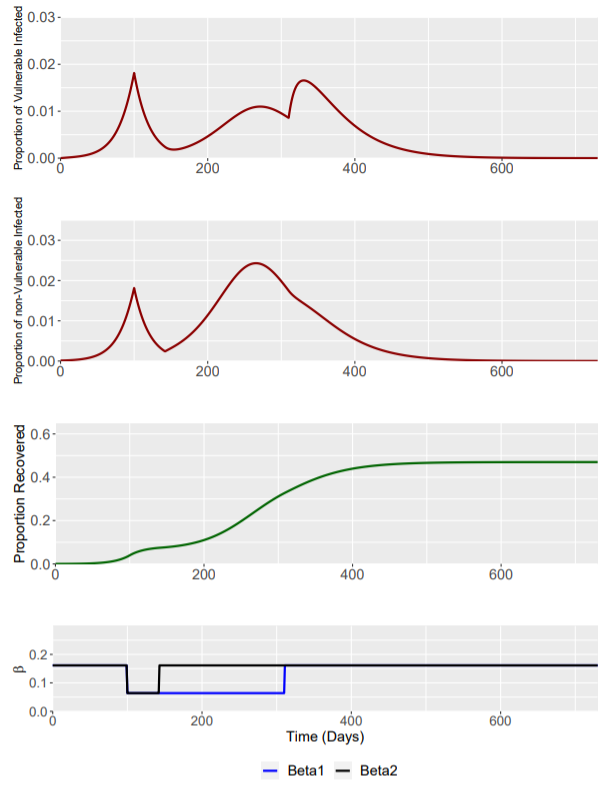 Proportion of Vulnerable Infected
0.03
0.02
0.01
0.00
0 200 400 600
Proportion of non-Vulnerable Infected
0.03
0.02
0.01
0.00
0 200 400 600
Proportion Recovered
0.6
0.4
0.2
0.0
0 200 400 600
β
0.2
0.1
0.0
0 200 400 600
Time (Days)
Beta1 Beta2